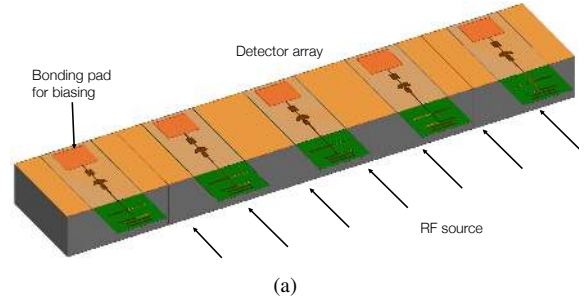 Detector array
Bonding pad
for biasing
RF source
(a)